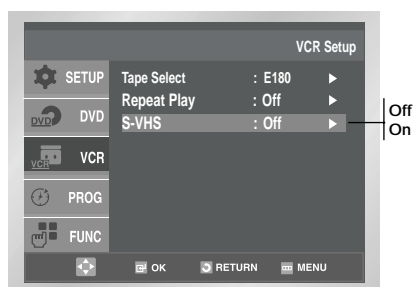 VCR Setup
SETUP
DVD DVD
VCR VCR
PROG
FUNC
Tape Select : E180 ►
Repeat Play : Off ►
S-VHS : Off ►
Off
On
OK RETURN MENU